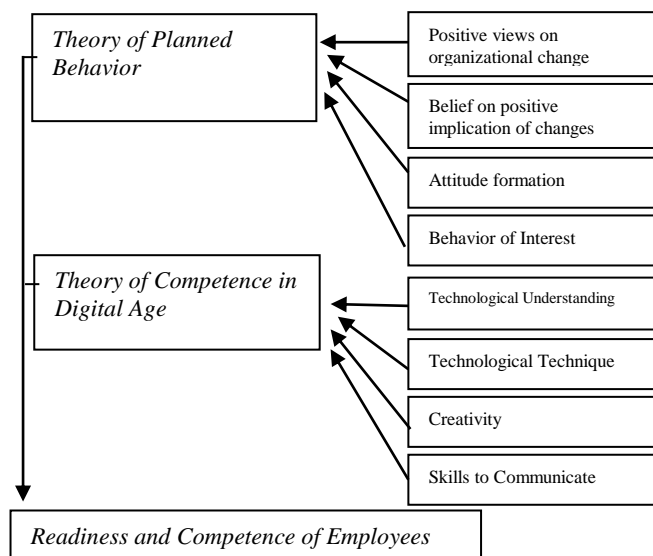 Theory of Planned
Behavior
Positive views on
organizational change
Belief on positive
implication of changes
Attitude formation
Behavior of Interest
Theory of Competence in
Digital Age
Technological Understanding
Technological Technique
Creativity
Skills to Communicate
Readiness and Competence of Employees